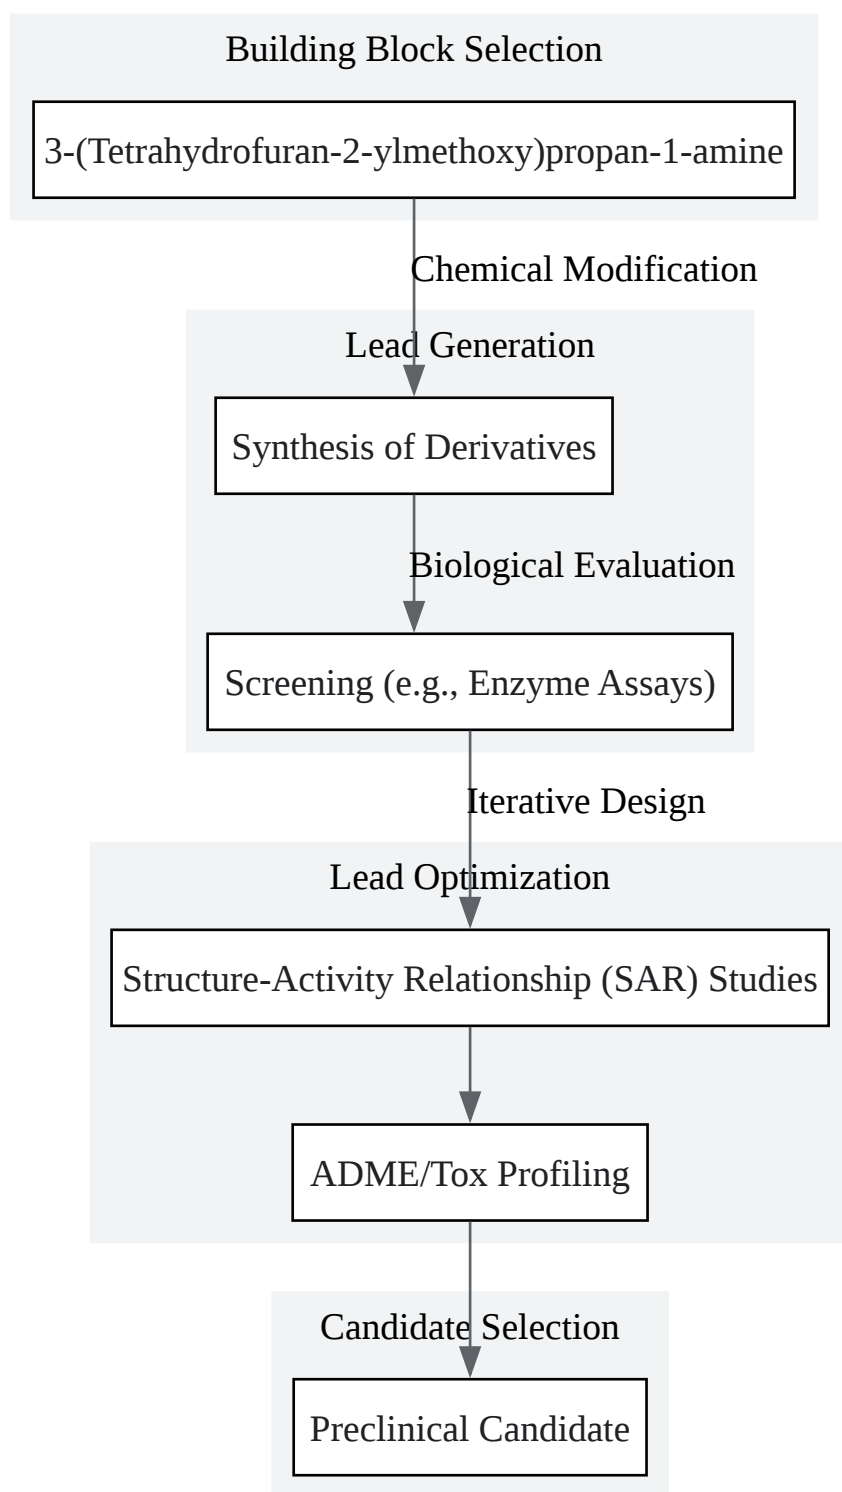 Building Block Selection
3-(Tetrahydrofuran-2-ylmethoxy)propan-1-amine
Chemical Modification
Lead Generation
Synthesis of Derivatives
Biological Evaluation
Screening (e.g., Enzyme Assays)
Iterative Design
Lead Optimization
Structure-Activity Relationship (SAR) Studies
ADME/Tox Profiling
Candidate Selection
Preclinical Candidate